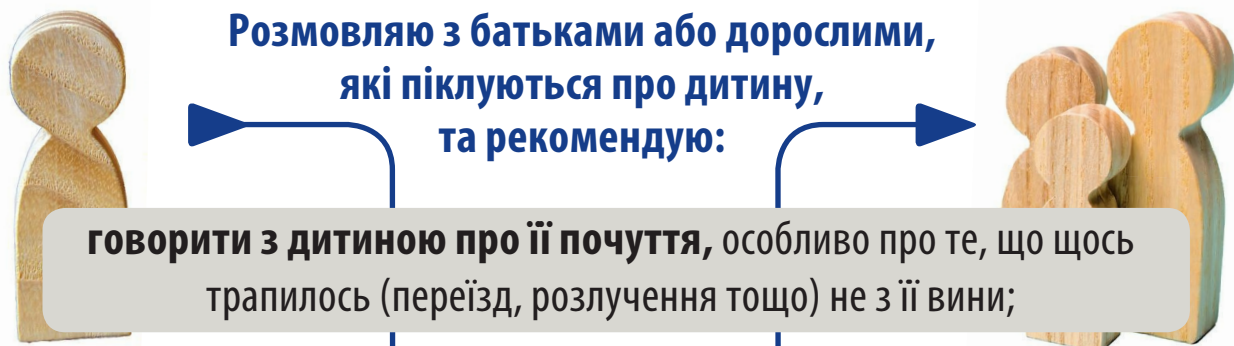 Розмовляю з батьками або дорослими,
які піклуються про дитину,
та рекомендую:
говорити з дитиною про її почуття, особливо про те, що щось
трапилось (переїзд, розлучення тощо) не з її вини;